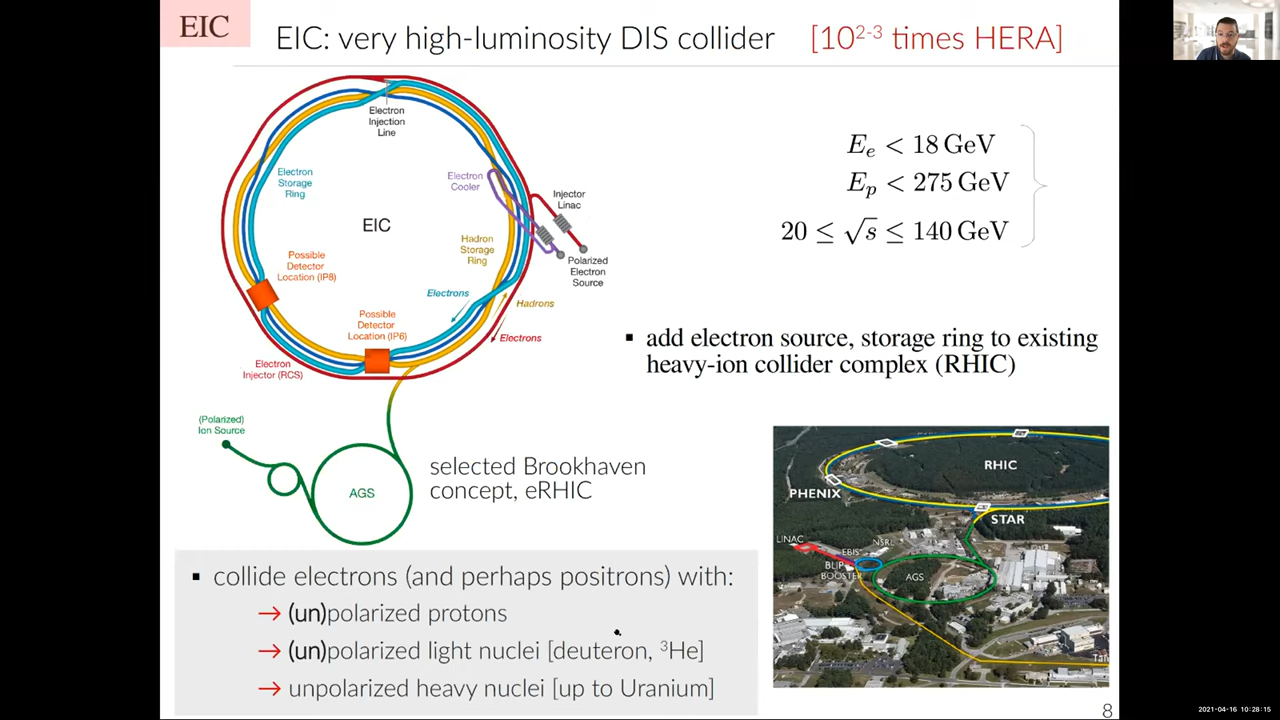 EIC
EIC: very high-luminosity DIS collider [10²⁻³ times HERA]
Electron
Injection
Line
Electron
Storage
Ring
Electron
Cooler
Injector
Linac
EIC
Hadron
Storage
Ring
Polarized
Electron
Source
Possible
Detector
Location (IP8)
Electrons
Hadrons
Possible
Detector
Location (IP6)
Electrons
Electron
Injector (RCS)
(Polarized)
Ion Source
AGS
selected Brookhaven
concept, eRHIC
E_e < 18 GeV
E_p < 275 GeV
20 ≤ √s ≤ 140 GeV
▪ add electron source, storage ring to existing
heavy-ion collider complex (RHIC)
RHIC
PHENIX
STAR
LINAC
NSRL
EBIS
BLIP
BOOSTER
AGS
▪ collide electrons (and perhaps positrons) with:
→ (un)polarized protons
→ (un)polarized light nuclei [deuteron, ³He]
→ unpolarized heavy nuclei [up to Uranium]
8
2021-04-16 10:28:15